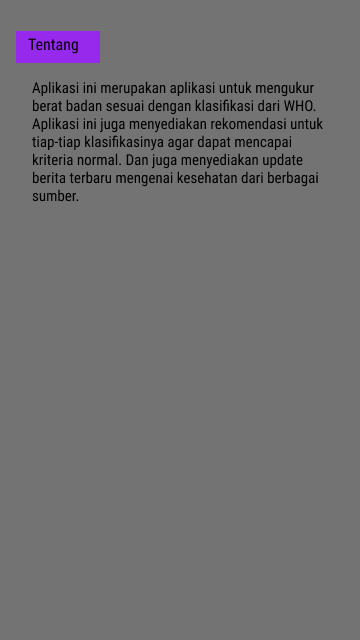 Tentang
Aplikasi ini merupakan aplikasi untuk mengukur
berat badan sesuai dengan klasifikasi dari WHO.
Aplikasi ini juga menyediakan rekomendasi untuk
tiap-tiap klasifikasinya agar dapat mencapai
kriteria normal. Dan juga menyediakan update
berita terbaru mengenai kesehatan dari berbagai
sumber.